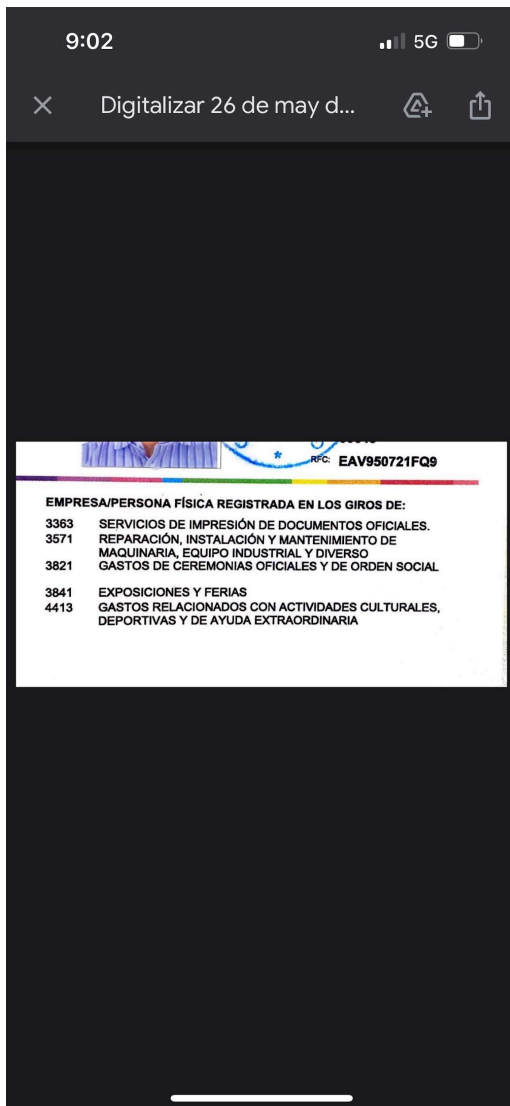 9:02
5G
Digitalizar 26 de may d...
RFC: EAV950721FQ9
EMPRESA/PERSONA FÍSICA REGISTRADA EN LOS GIROS DE:
3363 SERVICIOS DE IMPRESIÓN DE DOCUMENTOS OFICIALES.
3571 REPARACIÓN, INSTALACIÓN Y MANTENIMIENTO DE
MAQUINARIA, EQUIPO INDUSTRIAL Y DIVERSO
3821 GASTOS DE CEREMONIAS OFICIALES Y DE ORDEN SOCIAL
3841 EXPOSICIONES Y FERIAS
4413 GASTOS RELACIONADOS CON ACTIVIDADES CULTURALES,
DEPORTIVAS Y DE AYUDA EXTRAORDINARIA